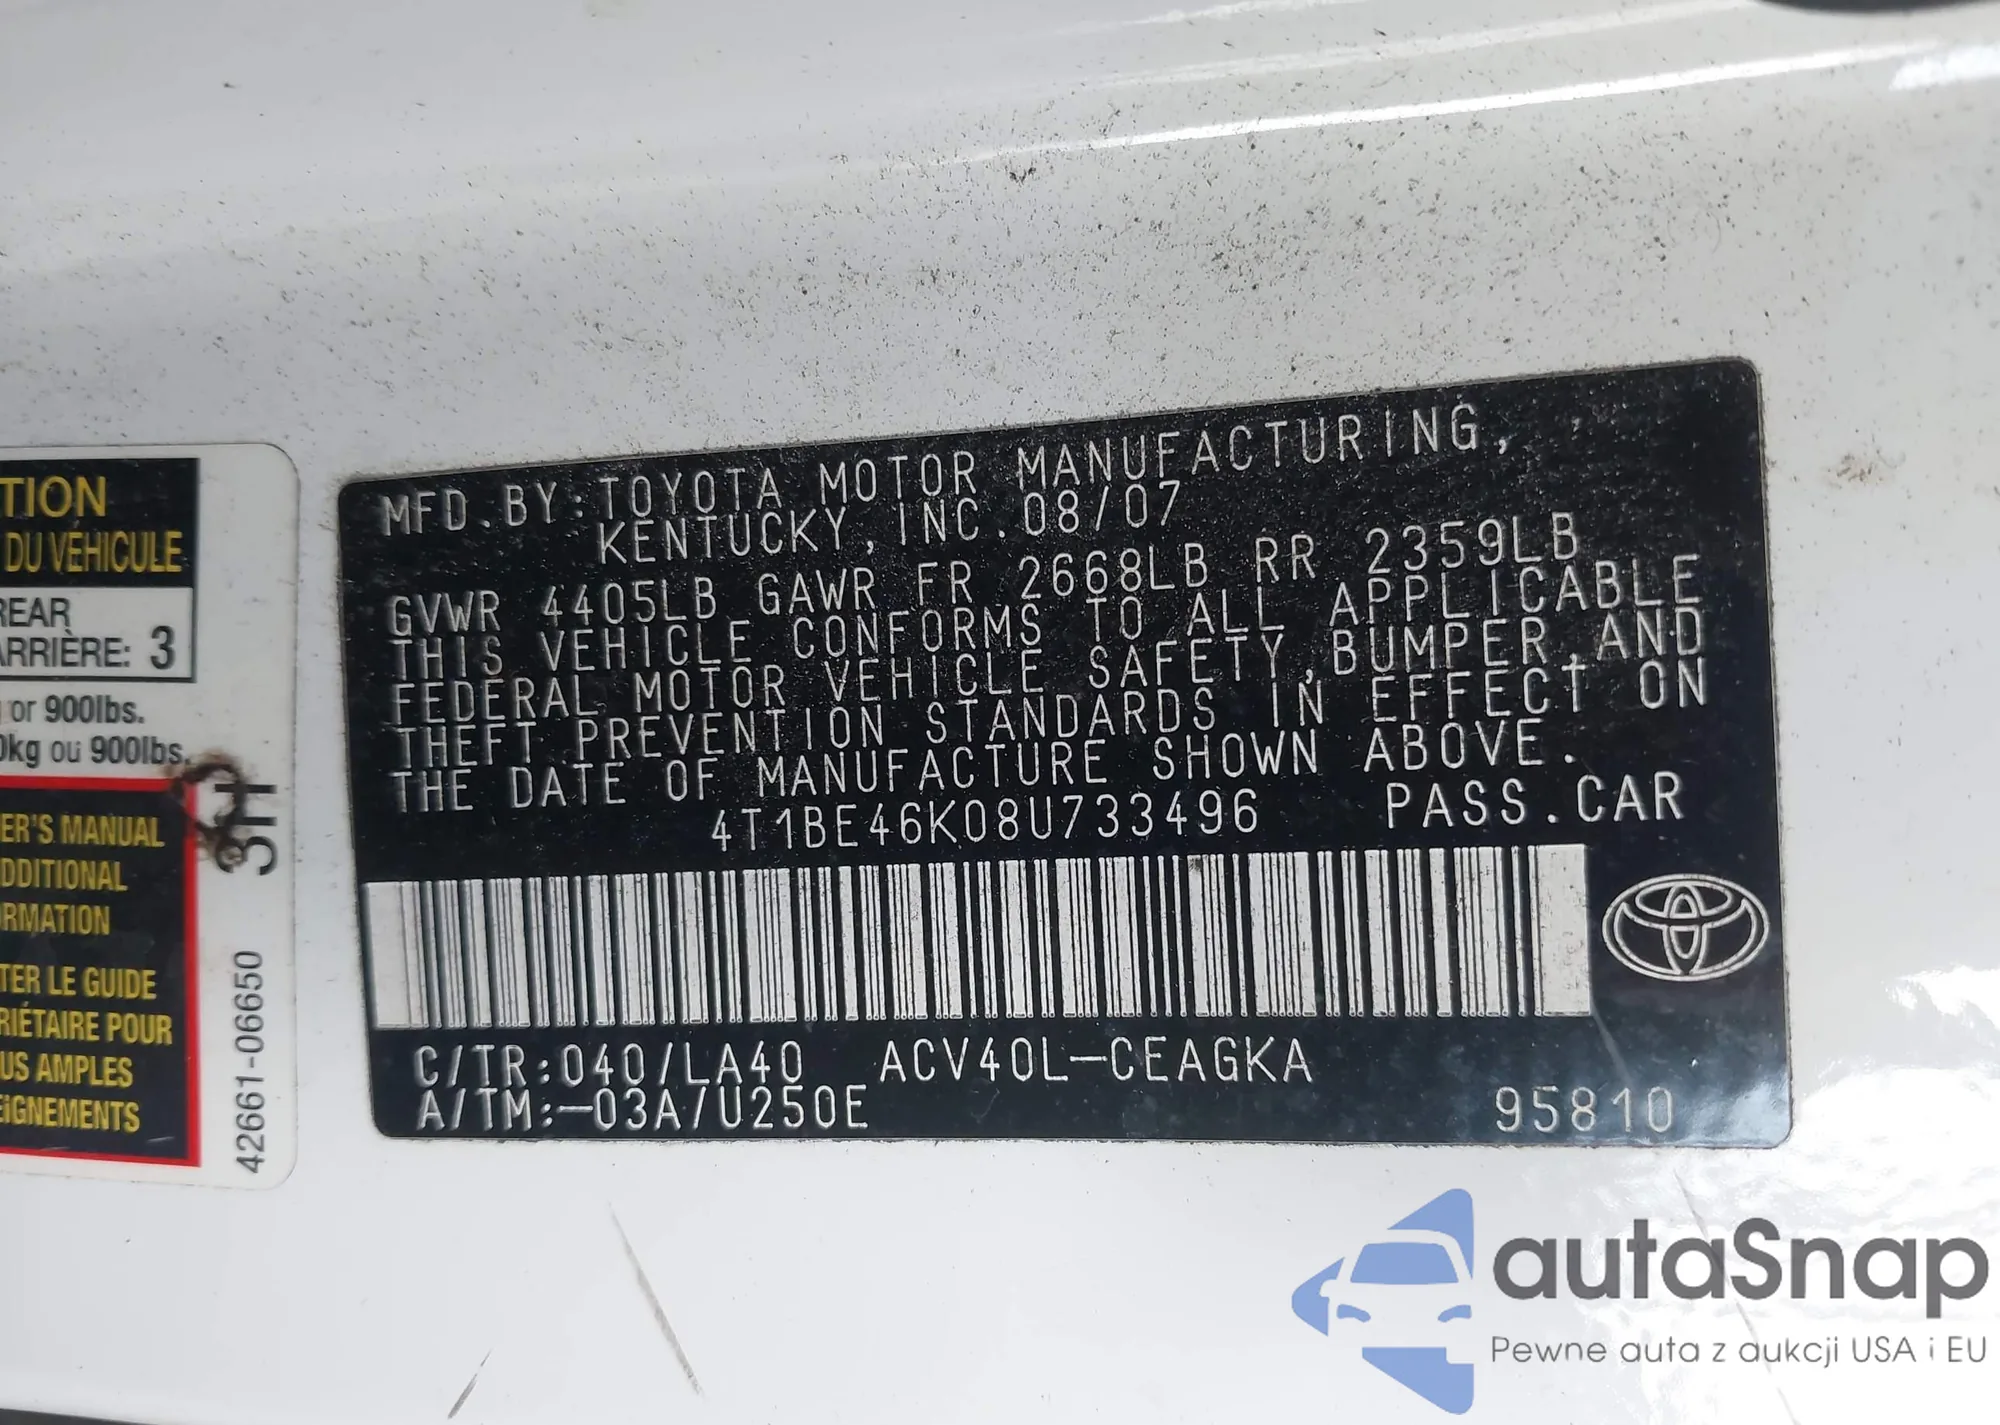 TION
DU VÉHICULE
REAR
ARRIÈRE: 3
or 900lbs.
0kg ou 900lbs.
ER'S MANUAL
DDITIONAL
ORMATION
TER LE GUIDE
RIÉTAIRE POUR
US AMPLES
EIGNEMENTS
42661-06650
MFD.BY:TOYOTA MOTOR MANUFACTURING,
KENTUCKY,INC.08/07
GVWR 4405LB GAWR FR 2668LB RR 2359LB
THIS VEHICLE CONFORMS TO ALL APPLICABLE
FEDERAL MOTOR VEHICLE SAFETY,BUMPER,AND
THEFT PREVENTION STANDARDS IN EFFECT ON
THE DATE OF MANUFACTURE SHOWN ABOVE.
4T1BE46K08U733496 PASS.CAR
C/TR:040/LA40 ACV40L-CEAGKA
A/TM:-03A/U250E 95810
autaSnap
Pewne auta z aukcji USA i EU